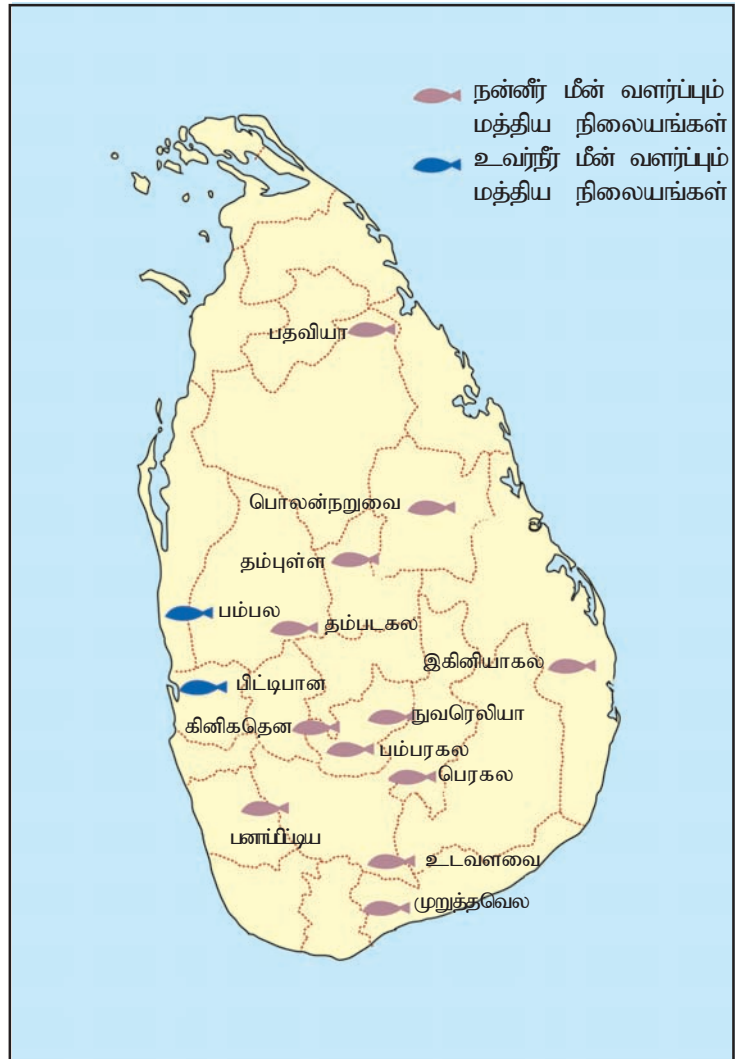 நன்னீர் மீன் வளர்ப்பும்
மத்திய நிலையங்கள்
உவர்நீர் மீன் வளர்ப்பும்
மத்திய நிலையங்கள்
பதவியா
பொலன்நறுவை
தம்புள்ள
பம்பல
தம்படகல
இகினியாகல
பிட்டிபான
நுவரெலியா
கினிகதென
பம்பரகல
பெரகல
பனப்பிட்டிய
உடவளவை
முறுத்தவெல